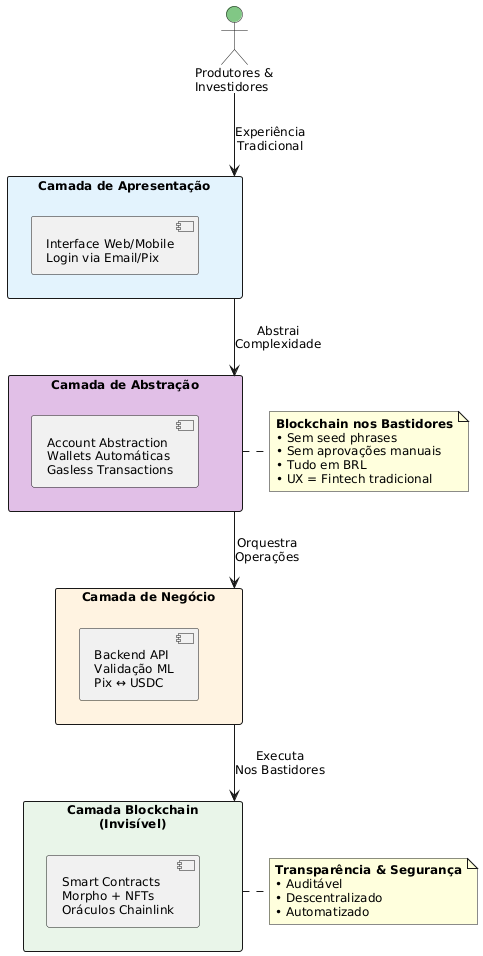 Produtores &
Investidores
Experiência
Tradicional
Camada de Apresentação
Interface Web/Mobile
Login via Email/Pix
Abstrai
Complexidade
Camada de Abstração
Account Abstraction
Wallets Automáticas
Gasless Transactions
Blockchain nos Bastidores
• Sem seed phrases
• Sem aprovações manuais
• Tudo em BRL
• UX = Fintech tradicional
Orquestra
Operações
Camada de Negócio
Backend API
Validação ML
Pix ↔ USDC
Executa
Nos Bastidores
Camada Blockchain
(Invisível)
Smart Contracts
Morpho + NFTs
Oráculos Chainlink
Transparência & Segurança
• Auditável
• Descentralizado
• Automatizado